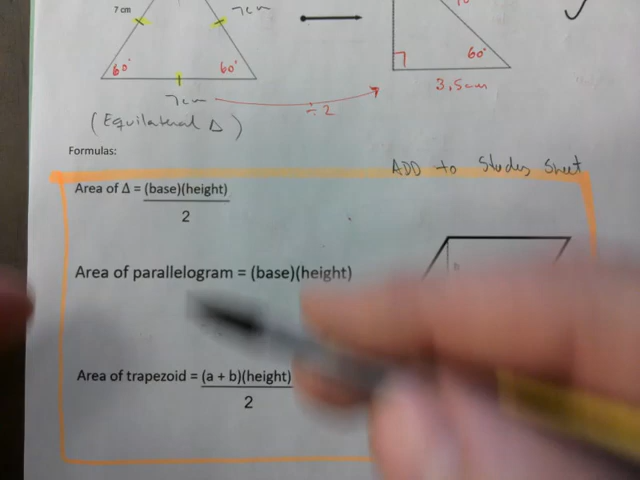 7 cm
7cm
60°
60°
60°
7cm
÷2
3,5cm
(Equilateral Δ)
Formulas:
ADD to Studies Sheet
Area of Δ = (base)(height)
2
Area of parallelogram = (base)(height)
Area of trapezoid = (a + b)(height)
2